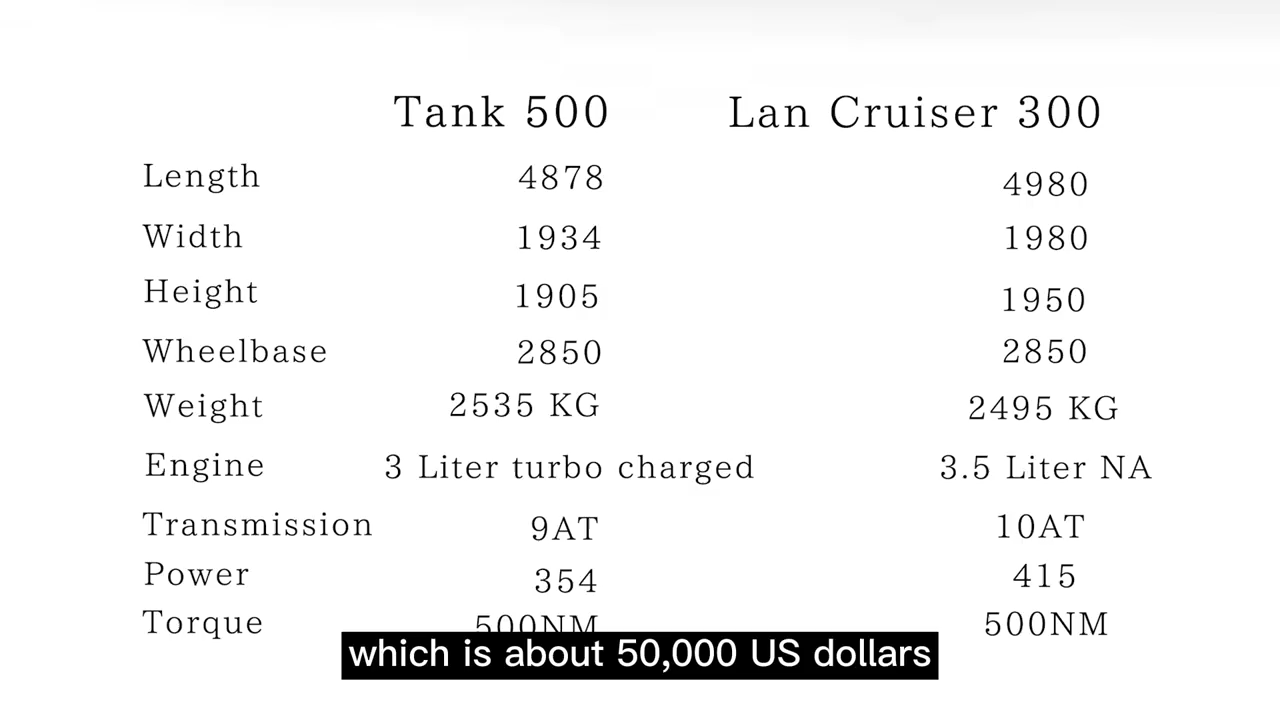 Tank 500 Lan Cruiser 300
Length 4878 4980
Width 1934 1980
Height 1905 1950
Wheelbase 2850 2850
Weight 2535 KG 2495 KG
Engine 3 Liter turbo charged 3.5 Liter NA
Transmission 9AT 10AT
Power 354 415
Torque 500NM 500NM
which is about 50,000 US dollars